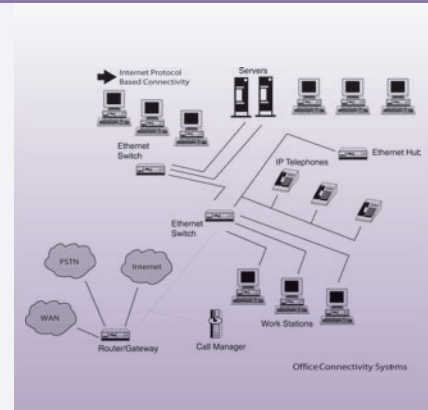 Internet Protocol
Based Connectivity
Servers
Ethernet
Switch
Ethernet Hub
IP Telephones
Ethernet
Switch
PSTN
Internet
WAN
Work Stations
Router/Gateway
Call Manager
Office Connectivity Systems